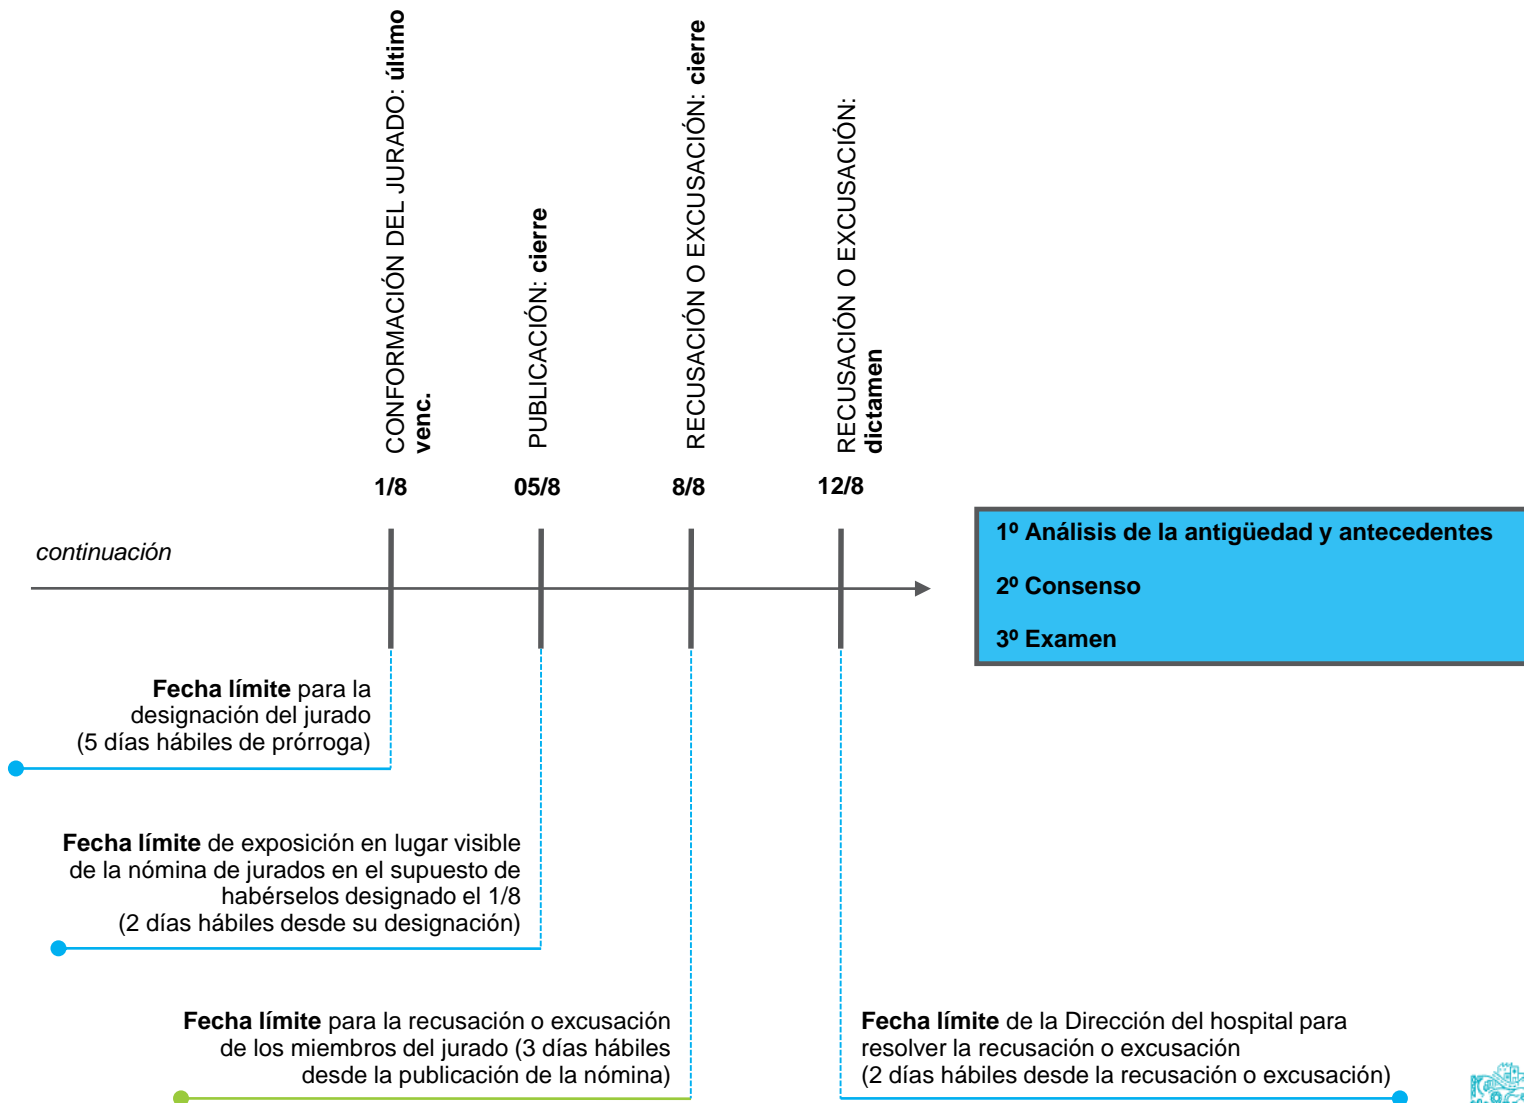 CONFORMACIÓN DEL JURADO: último
venc.
PUBLICACIÓN: cierre
RECUSACIÓN O EXCUSACIÓN: cierre
RECUSACIÓN O EXCUSACIÓN:
dictamen
1/8
05/8
8/8
12/8
continuación
1º Análisis de la antigüedad y antecedentes
2º Consenso
3º Examen
Fecha límite para la
designación del jurado
(5 días hábiles de prórroga)
Fecha límite de exposición en lugar visible
de la nómina de jurados en el supuesto de
habérselos designado el 1/8
(2 días hábiles desde su designación)
Fecha límite para la recusación o excusación
de los miembros del jurado (3 días hábiles
desde la publicación de la nómina)
Fecha límite de la Dirección del hospital para
resolver la recusación o excusación
(2 días hábiles desde la recusación o excusación)